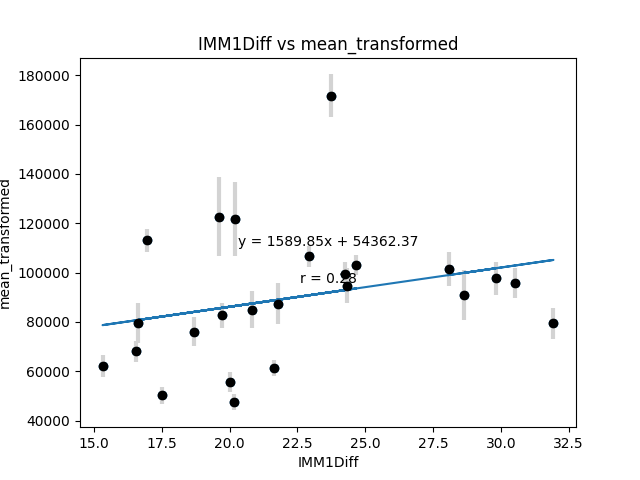 IMM1Diff vs mean_transformed
mean_transformed
180000
160000
140000
120000
100000
80000
60000
40000
y = 1589.85x + 54362.37
r = 0.28
15.0 17.5 20.0 22.5 25.0 27.5 30.0 32.5
IMM1Diff